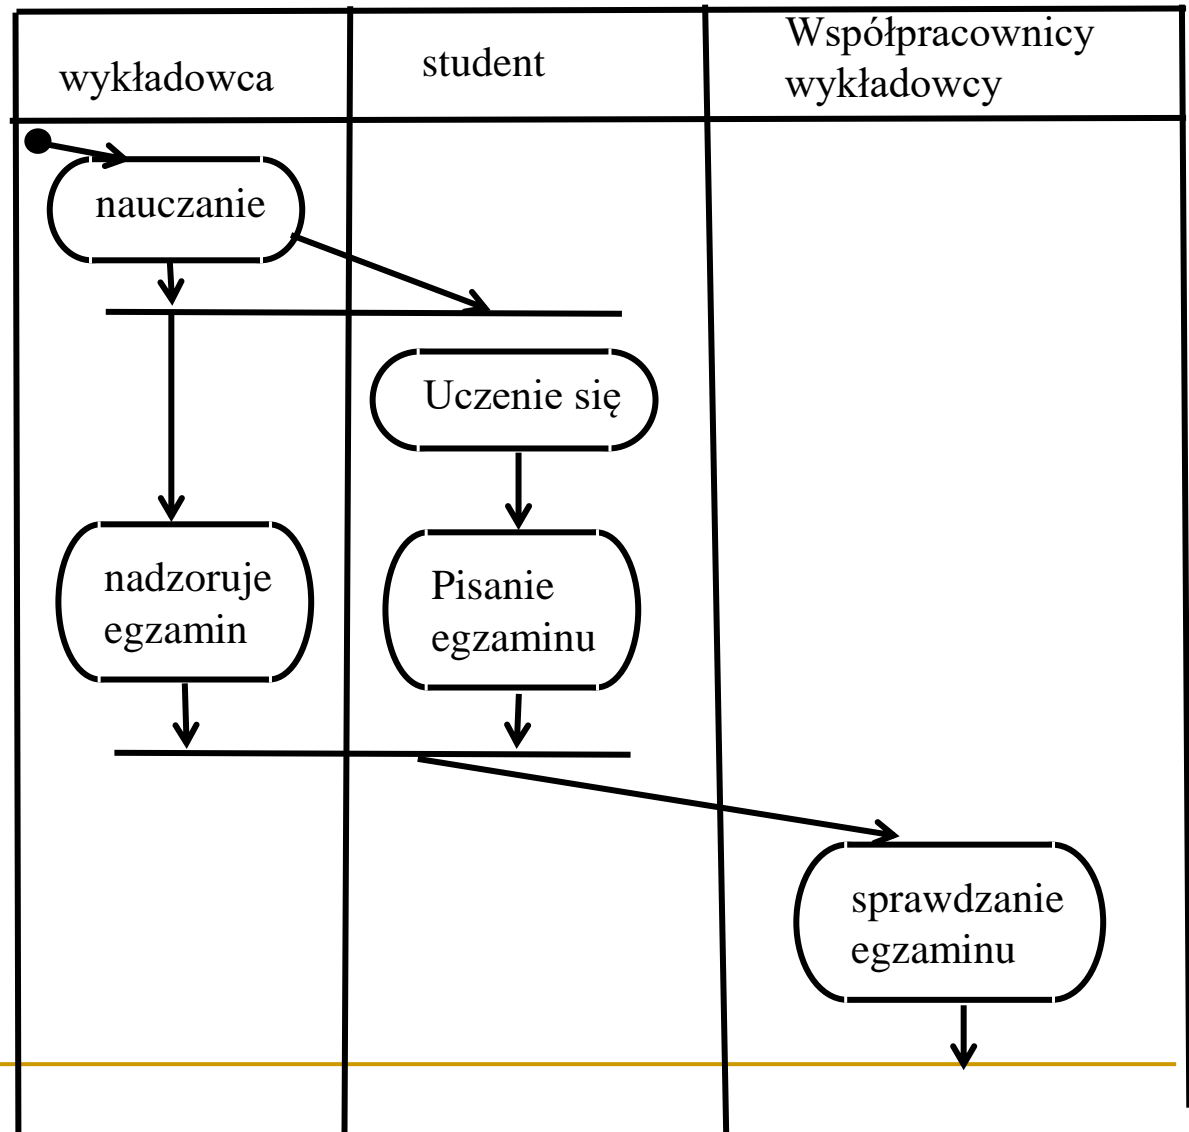 wykładowca
student
Współpracownicy
wykładowcy
nauczanie
Uczenie się
nadzoruje
egzamin
Pisanie
egzaminu
sprawdzanie
egzaminu